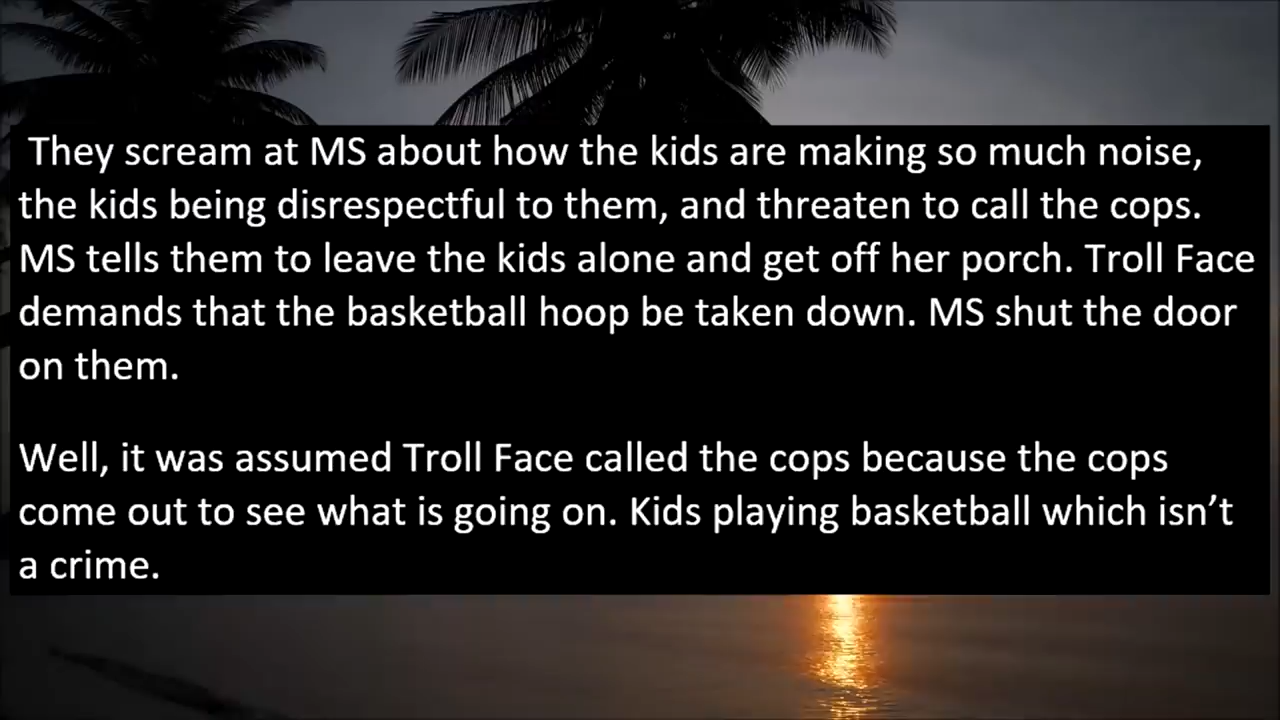 They scream at MS about how the kids are making so much noise,
the kids being disrespectful to them, and threaten to call the cops.
MS tells them to leave the kids alone and get off her porch. Troll Face
demands that the basketball hoop be taken down. MS shut the door
on them.
Well, it was assumed Troll Face called the cops because the cops
come out to see what is going on. Kids playing basketball which isn’t
a crime.